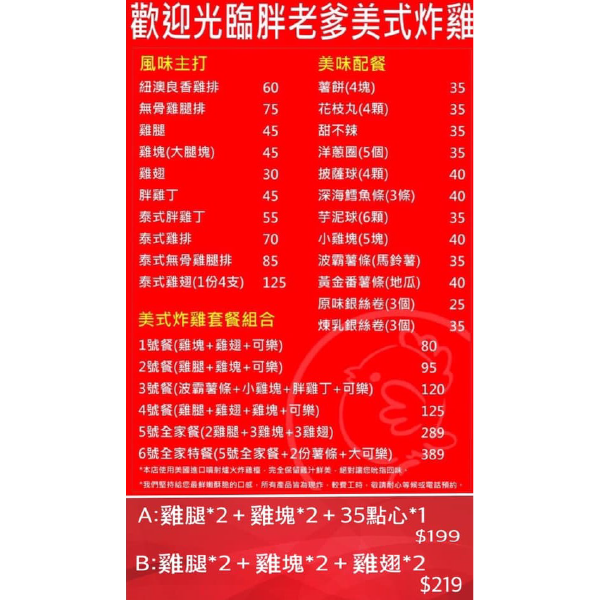 歡迎光臨胖老爹美式炸雞
風味主打
紐澳良香雞排 60
無骨雞腿排 75
雞腿 45
雞塊(大腿塊) 45
雞翅 30
胖雞丁 45
泰式胖雞丁 55
泰式雞排 70
泰式無骨雞腿排 85
泰式雞翅(1份4支) 125
美味配餐
薯餅(4塊) 35
花枝丸(4顆) 35
甜不辣 35
洋蔥圈(5個) 35
披薩球(4顆) 40
深海鱈魚條(3條) 40
芋泥球(6顆) 35
小雞塊(5塊) 40
波霸薯條(馬鈴薯) 35
黃金番薯條(地瓜) 40
原味銀絲卷(3個) 25
煉乳銀絲卷(3個) 35
美式炸雞套餐組合
1號餐(雞塊+雞翅+可樂) 80
2號餐(雞腿+雞塊+可樂) 95
3號餐(波霸薯條+小雞塊+胖雞丁+可樂) 120
4號餐(雞腿+雞翅+雞塊+可樂) 125
5號全家餐(2雞腿+3雞塊+3雞翅) 289
6號全家特餐(5號全家餐+2份薯條+大可樂) 389
*本店使用美國進口噴射爐火炸雞檯，完全保留雞汁鮮美，絕對讓您吮指回味。
*我們堅持給您最鮮嫩酥脆的口感，所有產品皆為現炸，較費工時，敬請耐心等候或電話預約。
A:雞腿*2+雞塊*2+35點心*1
$199
B:雞腿*2+雞塊*2+雞翅*2
$219